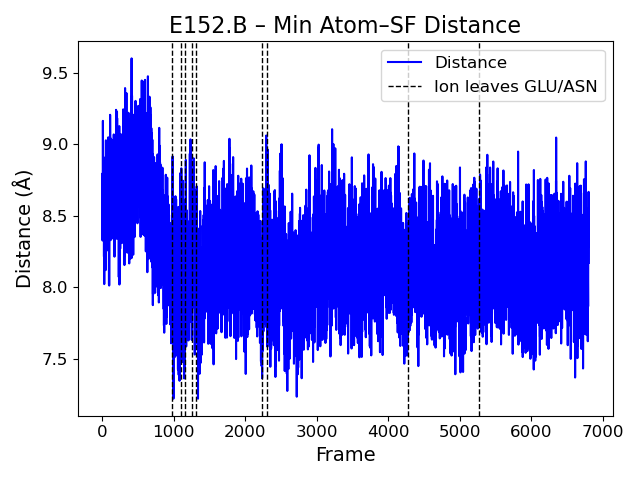 E152.B – Min Atom–SF Distance
Distance
Ion leaves GLU/ASN
Distance (Å)
9.5
9.0
8.5
8.0
7.5
0 1000 2000 3000 4000 5000 6000 7000
Frame